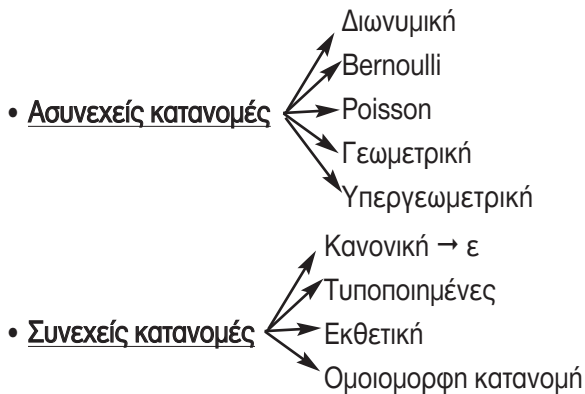 Διωνυμική
Bernoulli
• Ασυνεχείς κατανομές
Poisson
Γεωμετρική
Υπεργεωμετρική
Κανονική → ε
Τυποποιημένες
• Συνεχείς κατανομές
Εκθετική
Ομοιομορφη κατανομή